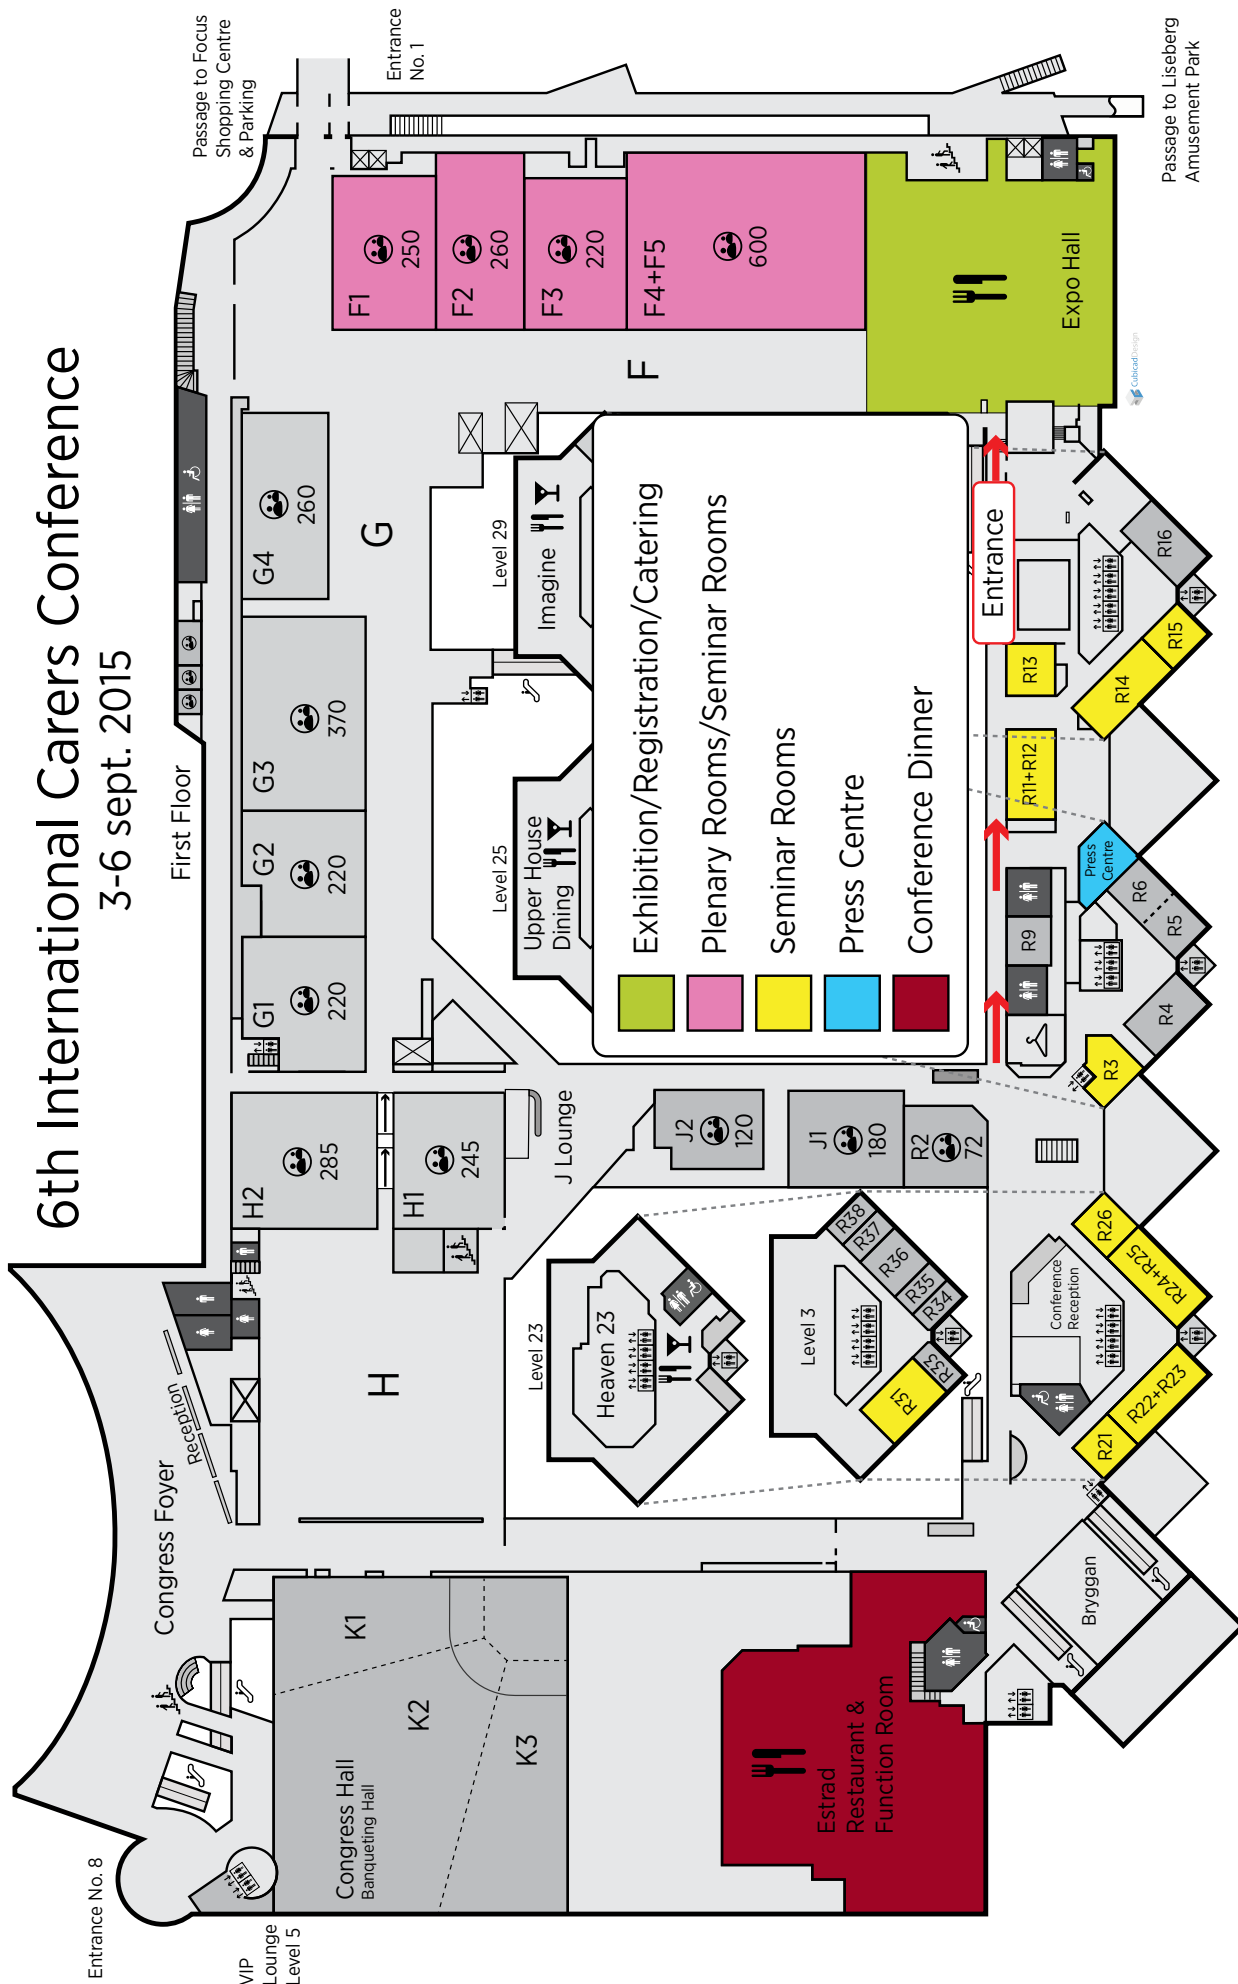 6th International Carers Conference
3-6 sept. 2015
First Floor
Entrance No. 8
VIP
Lounge
Level 5
Congress Foyer
Reception
Passage to Focus
Shopping Centre
& Parking
Entrance
No. 1
Passage to Liseberg
Amusement Park
Congress Hall
Banqueting Hall
K1
K2
K3
H
H2
285
H1
245
J Lounge
G1
220
G2
220
G3
370
G4
260
G
F1
250
F2
260
F3
220
F4+F5
600
F
Expo Hall
CubicadDesign
Level 25
Upper House
Dining
Level 29
Imagine
Level 23
Heaven 23
Level 3
R31
R33
R34
R35
R36
R37
R38
J2
120
J1
180
R2
72
Exhibition/Registration/Catering
Plenary Rooms/Seminar Rooms
Seminar Rooms
Press Centre
Conference Dinner
Entrance
Estrad
Restaurant &
Function Room
Bryggan
Conference
Reception
R21
R22+R23
R24+R25
R26
R3
R4
R5
R6
Press
Centre
R9
R11+R12
R13
R14
R15
R16